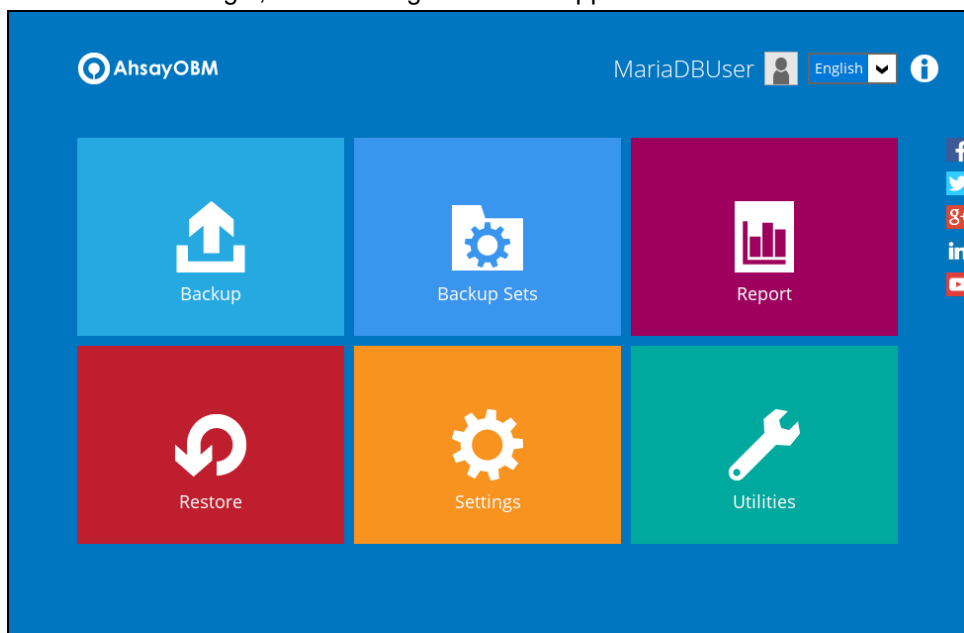 AhsayOBM
MariaDBUser
English
Backup
Backup Sets
Report
Restore
Settings
Utilities